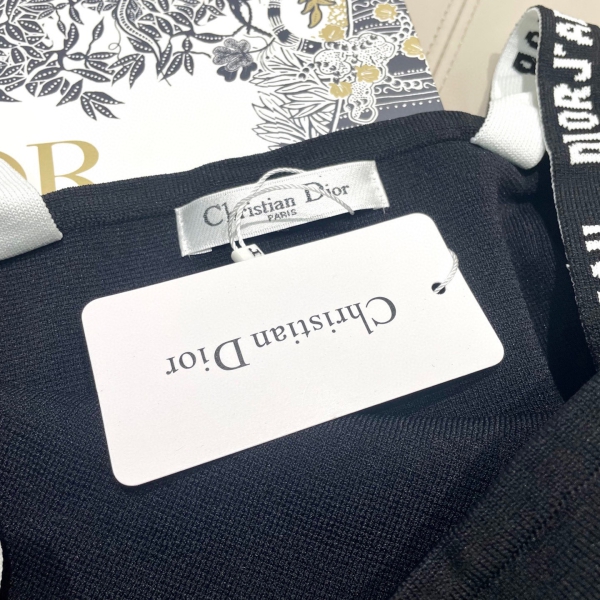 DIOR
Christian Dior
PARIS
Christian Dior
DIOR J'A